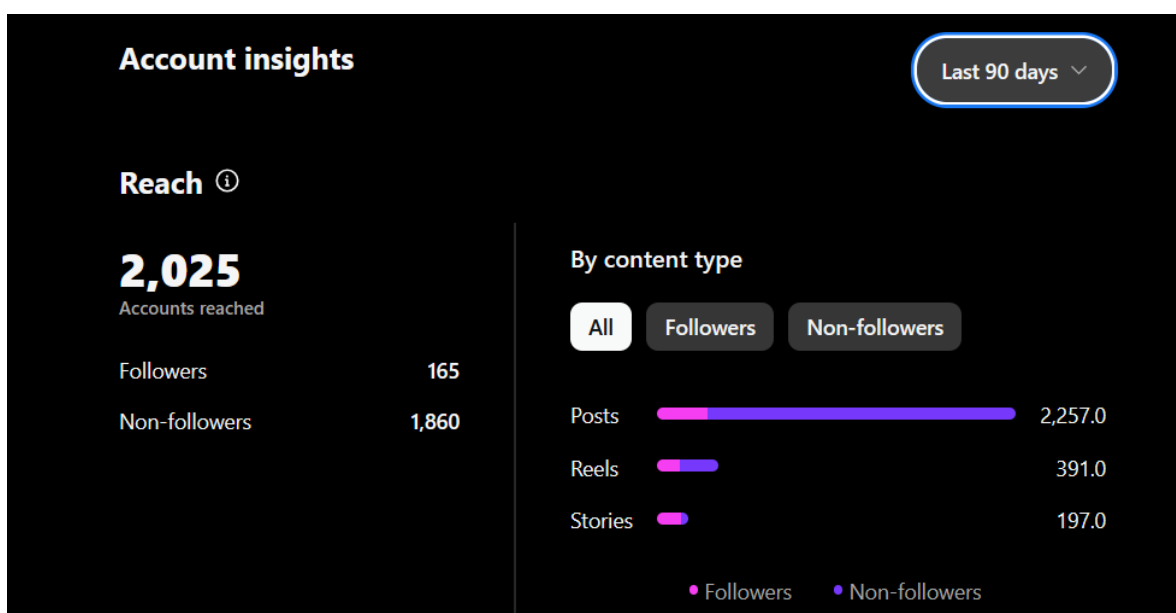 Account insights
Last 90 days
Reach
2,025
Accounts reached
Followers 165
Non-followers 1,860
By content type
All Followers Non-followers
Posts 2,257.0
Reels 391.0
Stories 197.0
Followers Non-followers